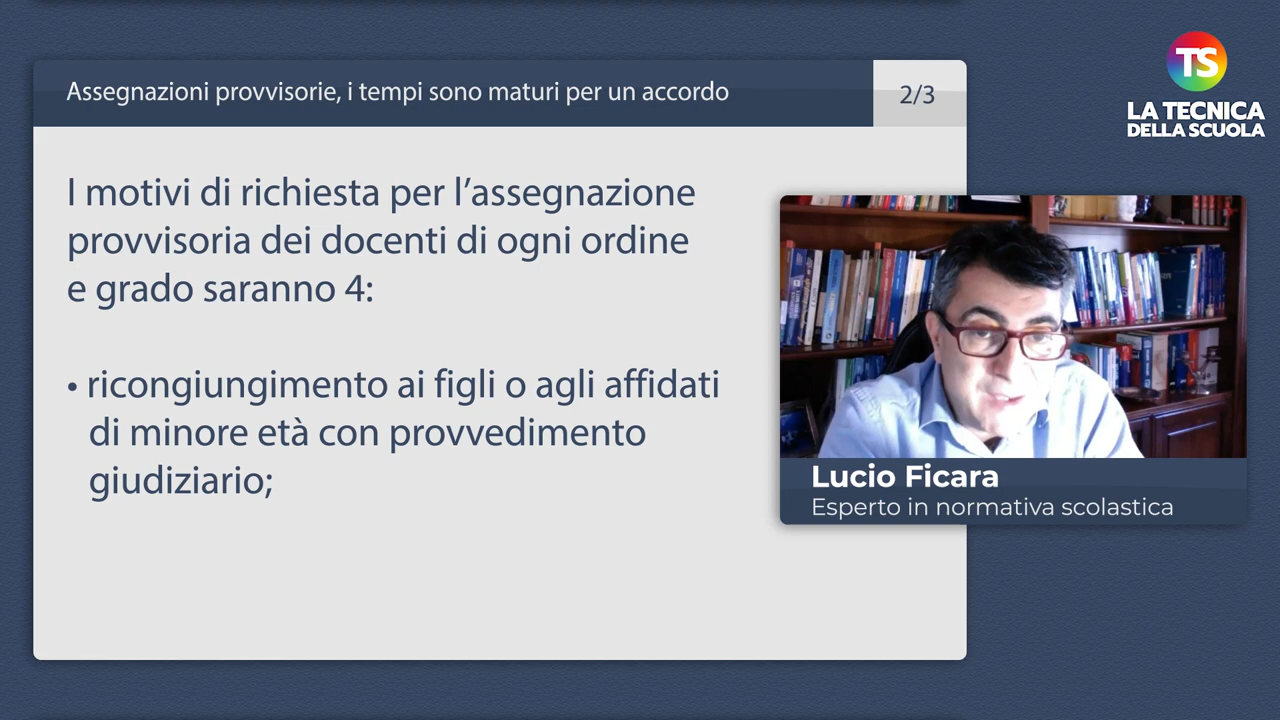 Assegnazioni provvisorie, i tempi sono maturi per un accordo
2/3
TS
LA TECNICA
DELLA SCUOLA
I motivi di richiesta per l’assegnazione
provvisoria dei docenti di ogni ordine
e grado saranno 4:
• ricongiungimento ai figli o agli affidati
di minore età con provvedimento
giudiziario;
Lucio Ficara
Esperto in normativa scolastica